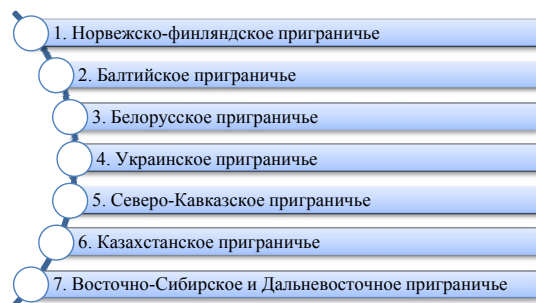 1. Норвежско-финляндское приграничье
2. Балтийское приграничье
3. Белорусское приграничье
4. Украинское приграничье
5. Северо-Кавказское приграничье
6. Казахстанское приграничье
7. Восточно-Сибирское и Дальневосточное приграничье